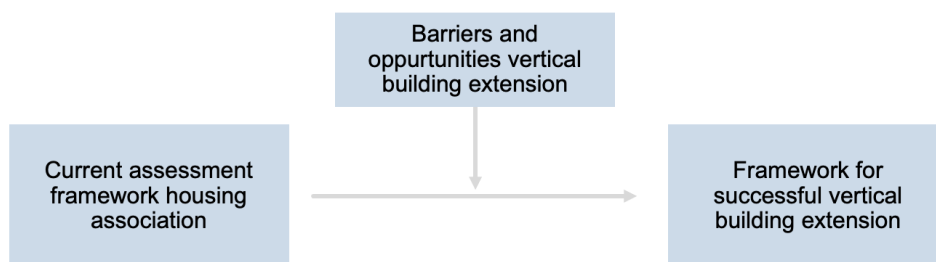 Barriers and
oppurtunities vertical
building extension
Current assessment
framework housing
association
Framework for
successful vertical
building extension